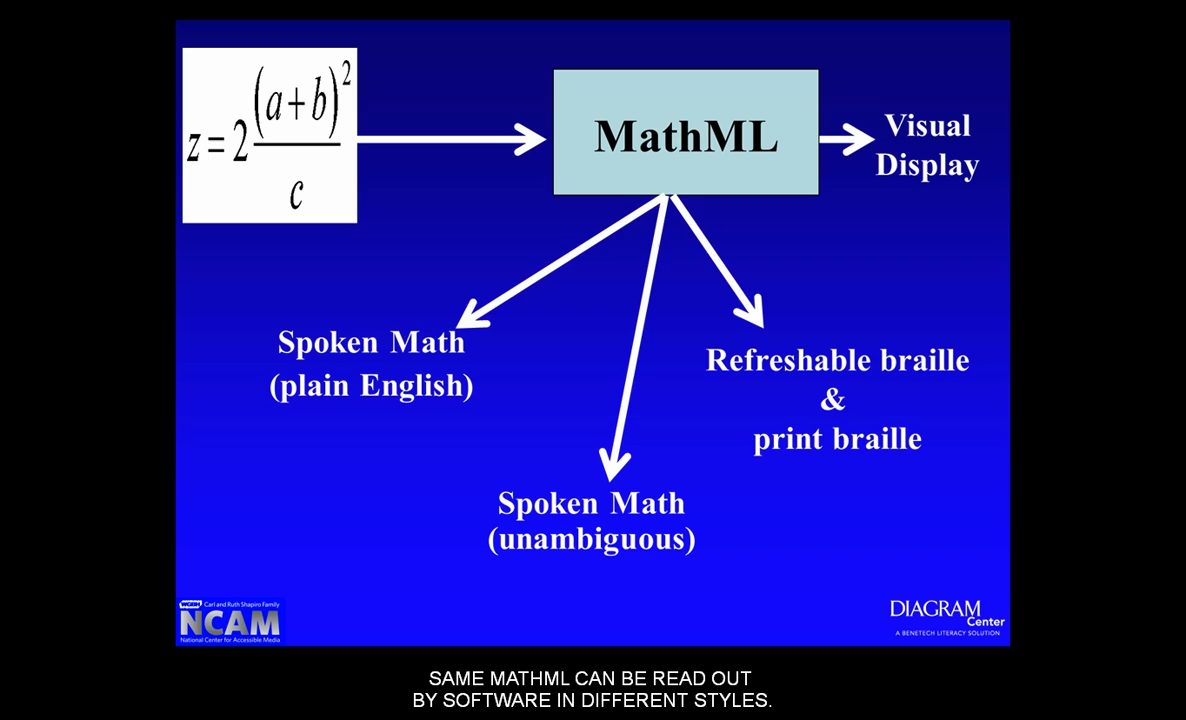 z = 2 (a+b)² / c
MathML
Visual
Display
Spoken Math
(plain English)
Refreshable braille
&
print braille
Spoken Math
(unambiguous)
WGBH Carl and Ruth Shapiro Family
NCAM
National Center for Accessible Media
DIAGRAM
Center
A BENETECH LITERACY SOLUTION
SAME MATHML CAN BE READ OUT
BY SOFTWARE IN DIFFERENT STYLES.